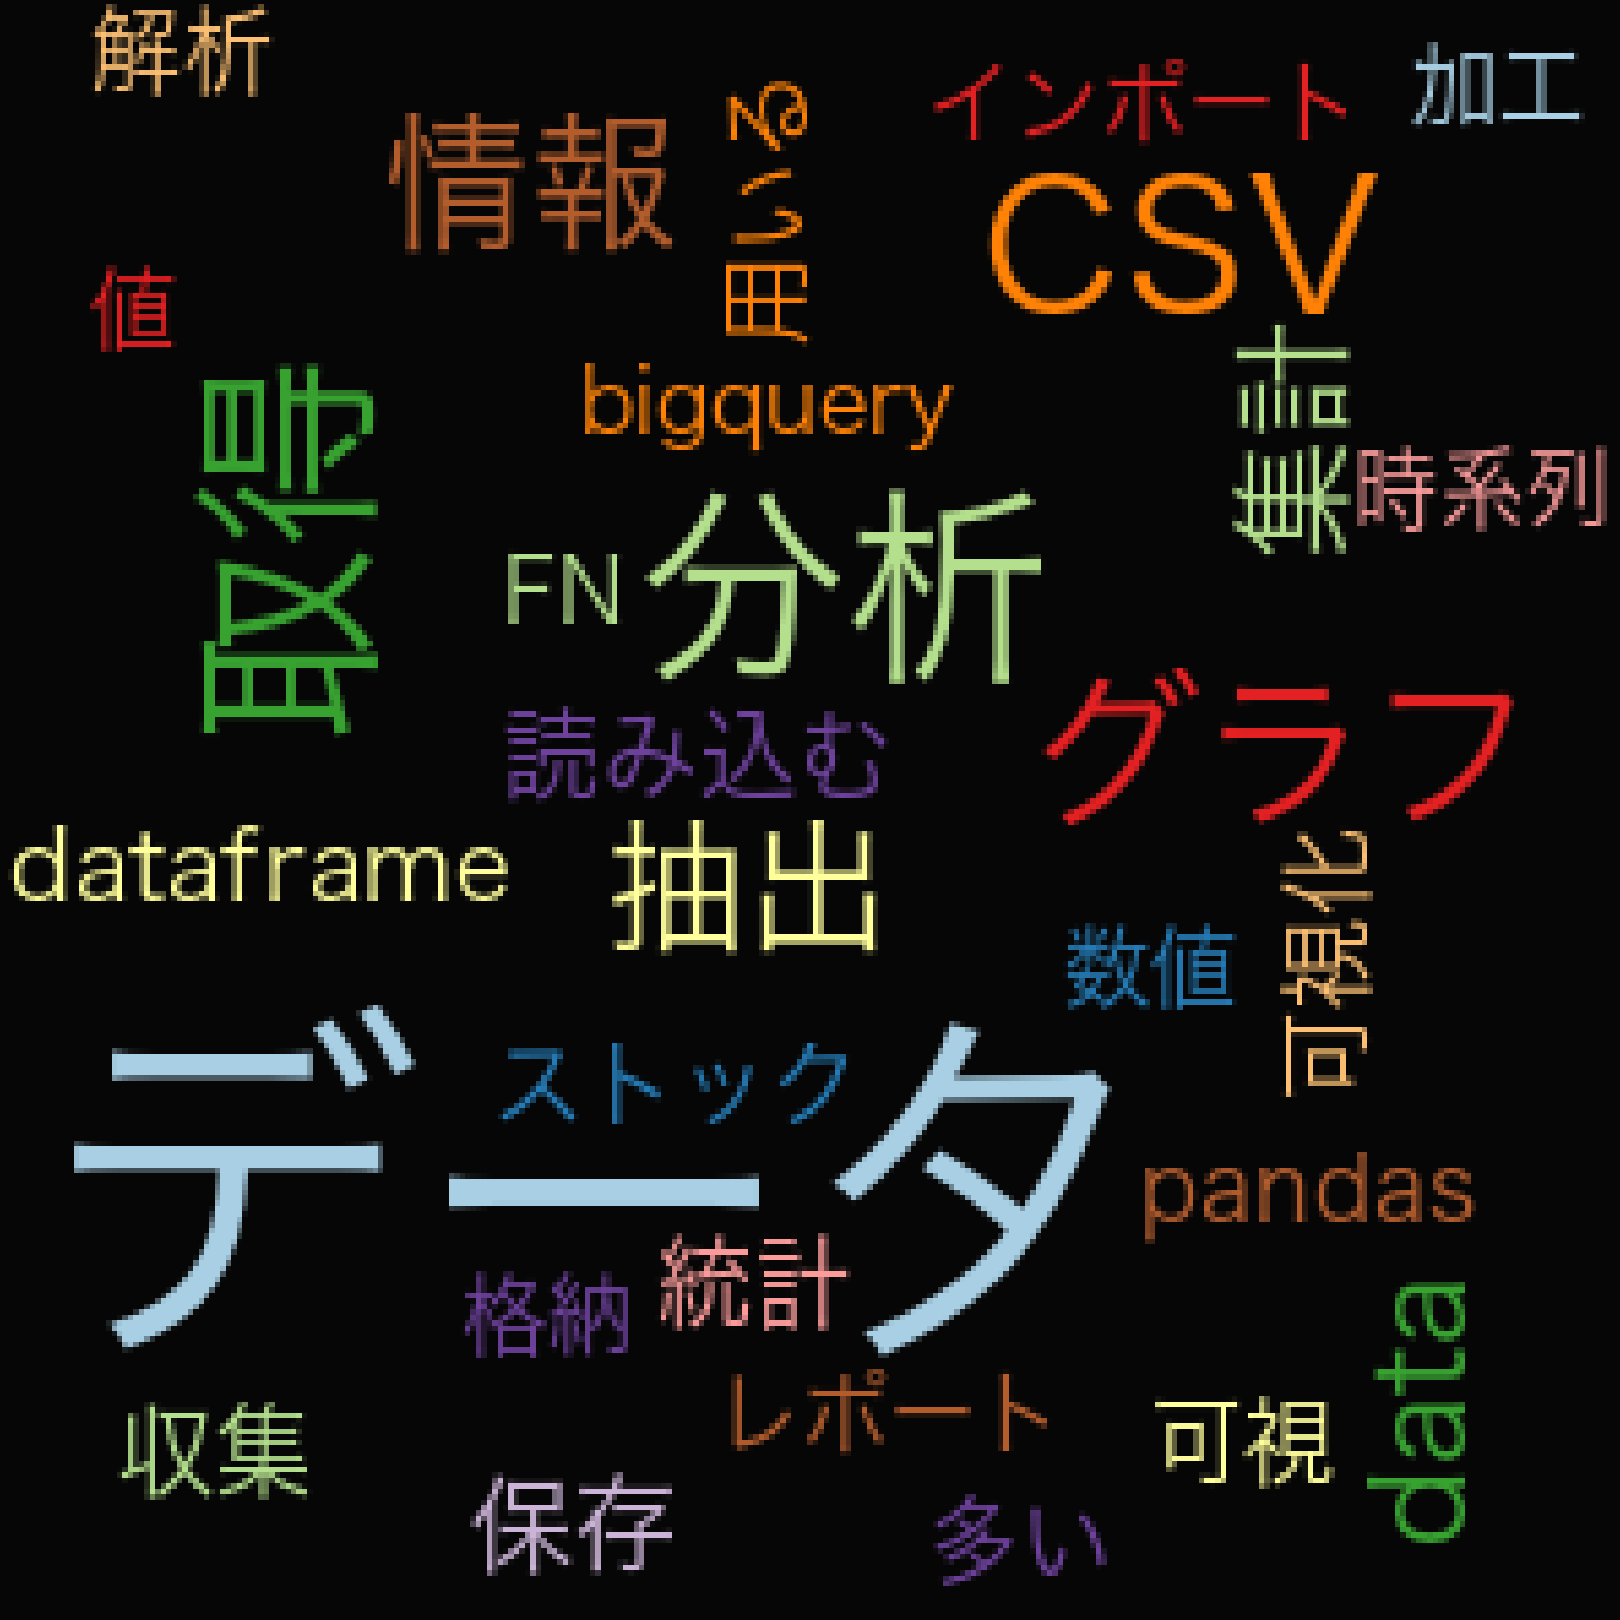 解析
情報
用いる
インポート
加工
CSV
値
取得
bigquery
集計
時系列
FN
分析
読み込む
グラフ
dataframe
抽出
可視化
数値
データ
ストック
pandas
統計
格納
data
レポート
可視
収集
保存
多い